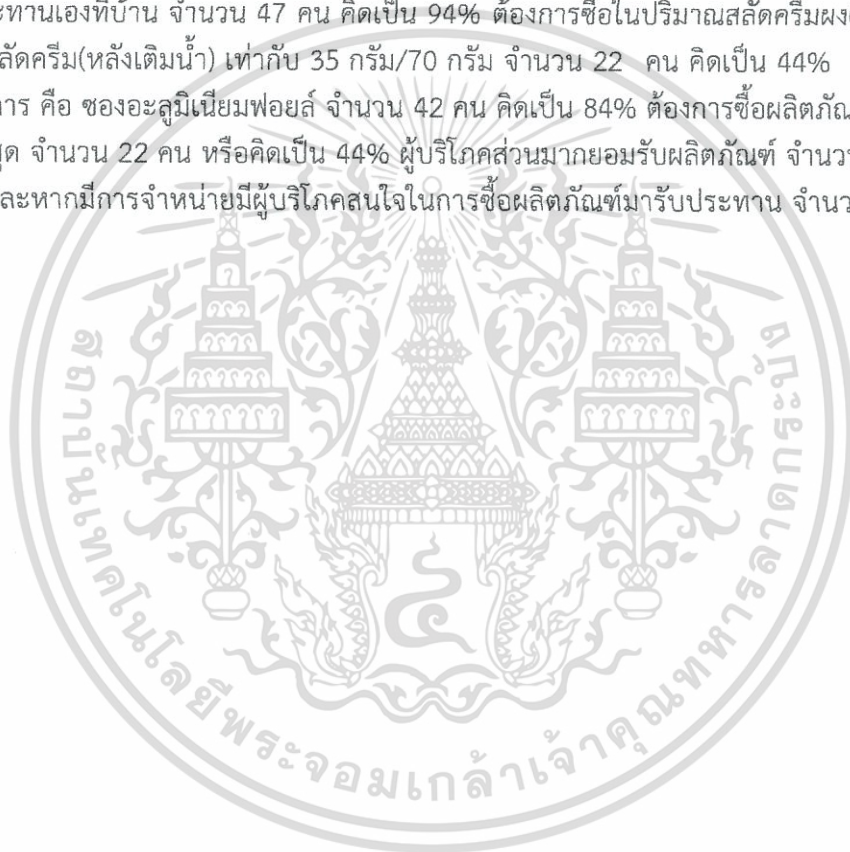 ะทานเองที่บ้าน จำนวน 47 คน คิดเป็น 94% ต้องการซื้อในปริมาณสลัดครีมผง
ลัดครีม(หลังเติมน้ำ) เท่ากับ 35 กรัม/70 กรัม จำนวน 22 คน คิดเป็น 44%
การ คือ ซองอะลูมิเนียมฟอยล์ จำนวน 42 คน คิดเป็น 84% ต้องการซื้อผลิตภัณ
สุด จำนวน 22 คน หรือคิดเป็น 44% ผู้บริโภคส่วนมากยอมรับผลิตภัณฑ์ จำนว
ละหากมีการจำหน่ายมีผู้บริโภคสนใจในการซื้อผลิตภัณฑ์มารับประทาน จำนว
สถาบันเทคโนโลยีพระจอมเกล้าเจ้าคุณทหารลาดกระบัง